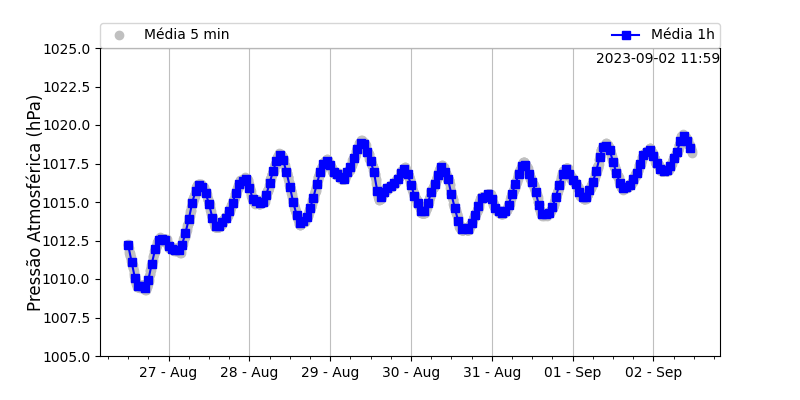 Média 5 min
Média 1h
2023-09-02 11:59
Pressão Atmosférica (hPa)
1025.0
1022.5
1020.0
1017.5
1015.0
1012.5
1010.0
1007.5
1005.0
27 - Aug
28 - Aug
29 - Aug
30 - Aug
31 - Aug
01 - Sep
02 - Sep